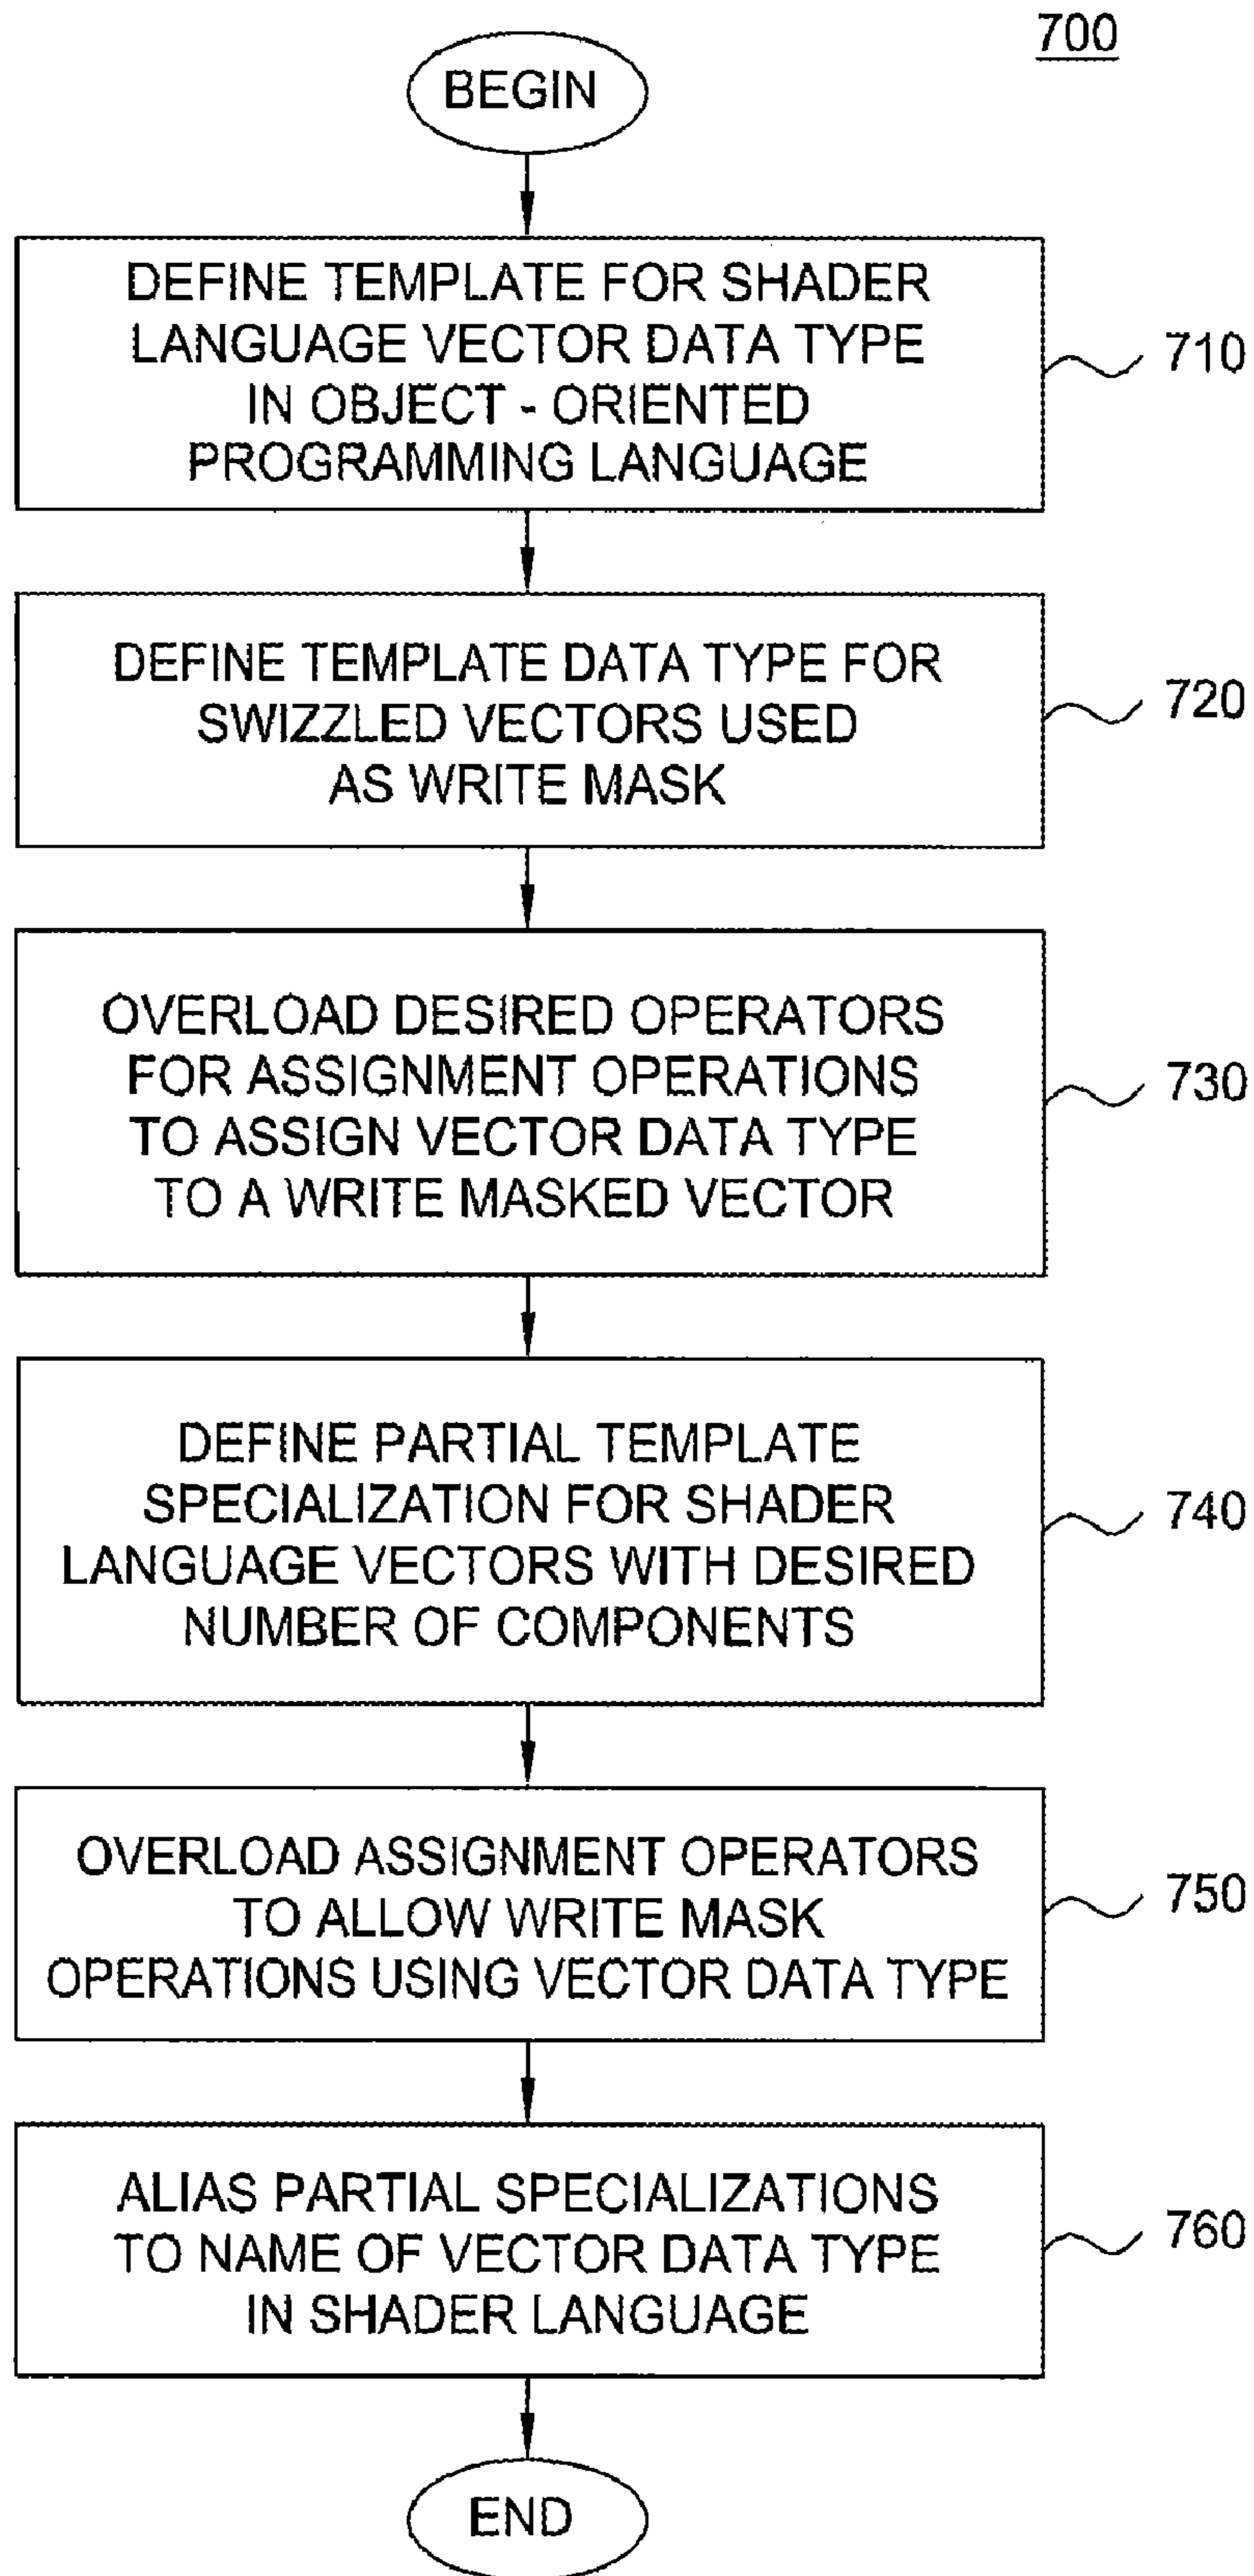 700
BEGIN
DEFINE TEMPLATE FOR SHADER
LANGUAGE VECTOR DATA TYPE
IN OBJECT - ORIENTED
PROGRAMMING LANGUAGE
710
DEFINE TEMPLATE DATA TYPE FOR
SWIZZLED VECTORS USED
AS WRITE MASK
720
OVERLOAD DESIRED OPERATORS
FOR ASSIGNMENT OPERATIONS
TO ASSIGN VECTOR DATA TYPE
TO A WRITE MASKED VECTOR
730
DEFINE PARTIAL TEMPLATE
SPECIALIZATION FOR SHADER
LANGUAGE VECTORS WITH DESIRED
NUMBER OF COMPONENTS
740
OVERLOAD ASSIGNMENT OPERATORS
TO ALLOW WRITE MASK
OPERATIONS USING VECTOR DATA TYPE
750
ALIAS PARTIAL SPECIALIZATIONS
TO NAME OF VECTOR DATA TYPE
IN SHADER LANGUAGE
760
END